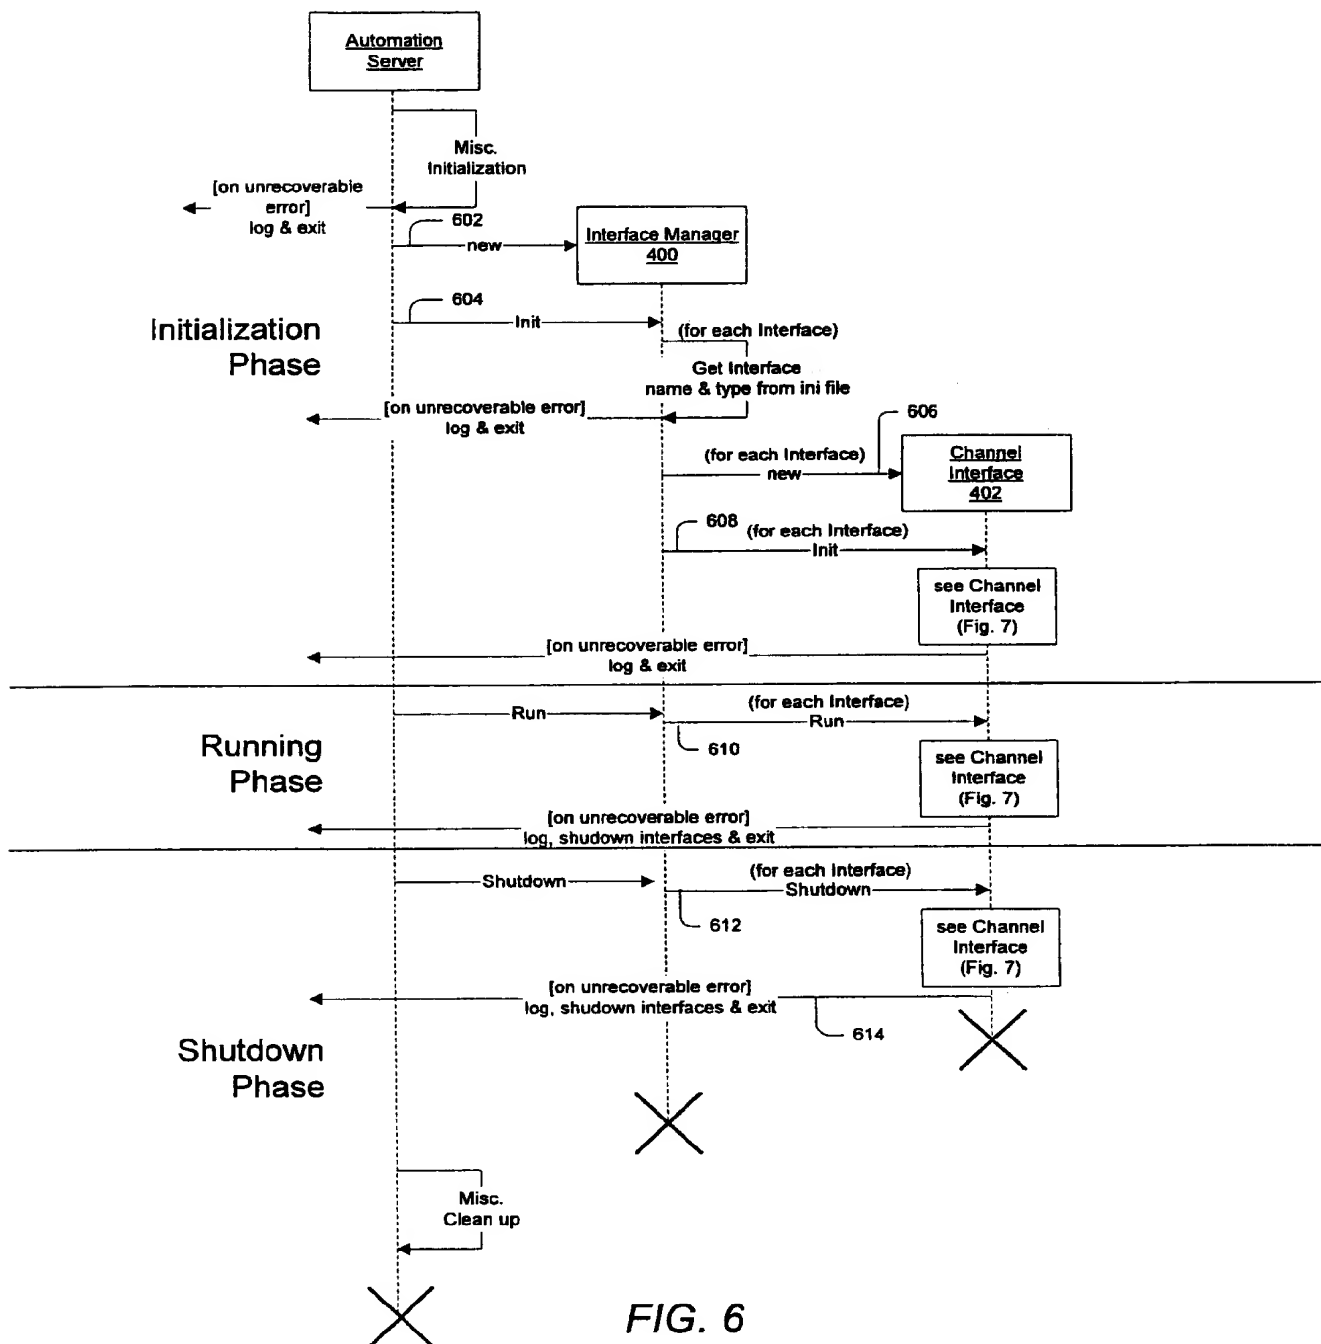 Automation
Server
Misc.
Initialization
[on unrecoverable
error]
log & exit
602
new
Interface Manager
400
604
Init
Initialization
Phase
(for each Interface)
Get Interface
name & type from ini file
[on unrecoverable error]
log & exit
606
(for each Interface)
new
Channel
Interface
402
608
(for each Interface)
Init
see Channel
Interface
(Fig. 7)
[on unrecoverable error]
log & exit
Run
(for each Interface)
Run
610
Running
Phase
see Channel
Interface
(Fig. 7)
[on unrecoverable error]
log, shudown interfaces & exit
Shutdown
(for each Interface)
Shutdown
612
see Channel
Interface
(Fig. 7)
[on unrecoverable error]
log, shudown interfaces & exit
614
Shutdown
Phase
Misc.
Clean up
FIG. 6